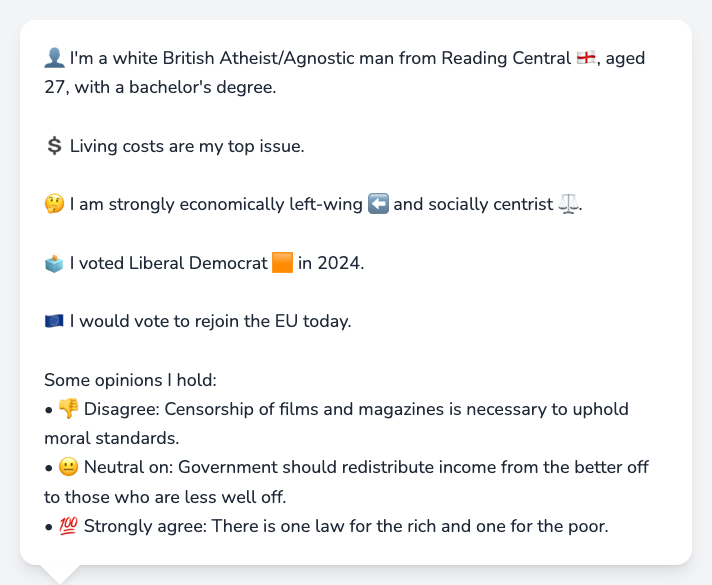 👤 I'm a white British Atheist/Agnostic man from Reading Central 🏴󠁧󠁢󠁥󠁮󠁧󠁿, aged
27, with a bachelor's degree.
💲 Living costs are my top issue.
🤔 I am strongly economically left-wing ⬅️ and socially centrist ⚖️.
🗳️ I voted Liberal Democrat 🟧 in 2024.
🇪🇺 I would vote to rejoin the EU today.
Some opinions I hold:
• 👎 Disagree: Censorship of films and magazines is necessary to uphold
moral standards.
• 😐 Neutral on: Government should redistribute income from the better off
to those who are less well off.
• 💯 Strongly agree: There is one law for the rich and one for the poor.